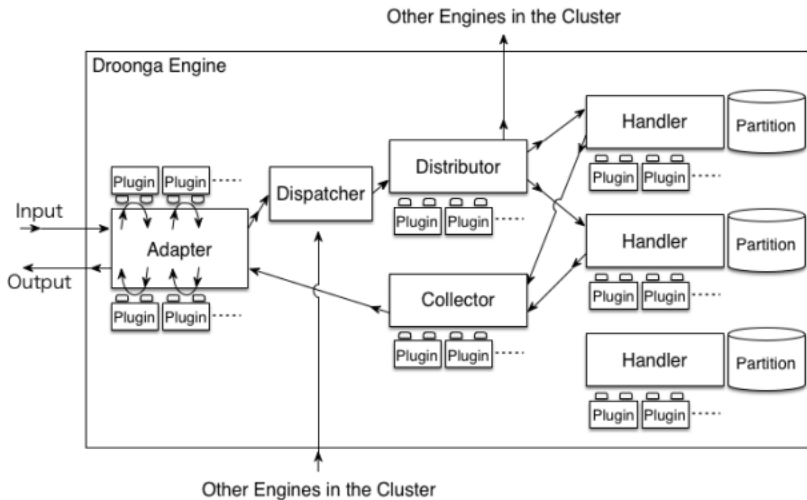 Other Engines in the Cluster
Droonga Engine
Handler
Partition
Plugin Plugin
Distributor
Plugin Plugin
Dispatcher
Plugin Plugin
Input
Adapter
Output
Plugin Plugin
Handler
Partition
Plugin Plugin
Collector
Plugin Plugin
Handler
Partition
Plugin Plugin
Other Engines in the Cluster